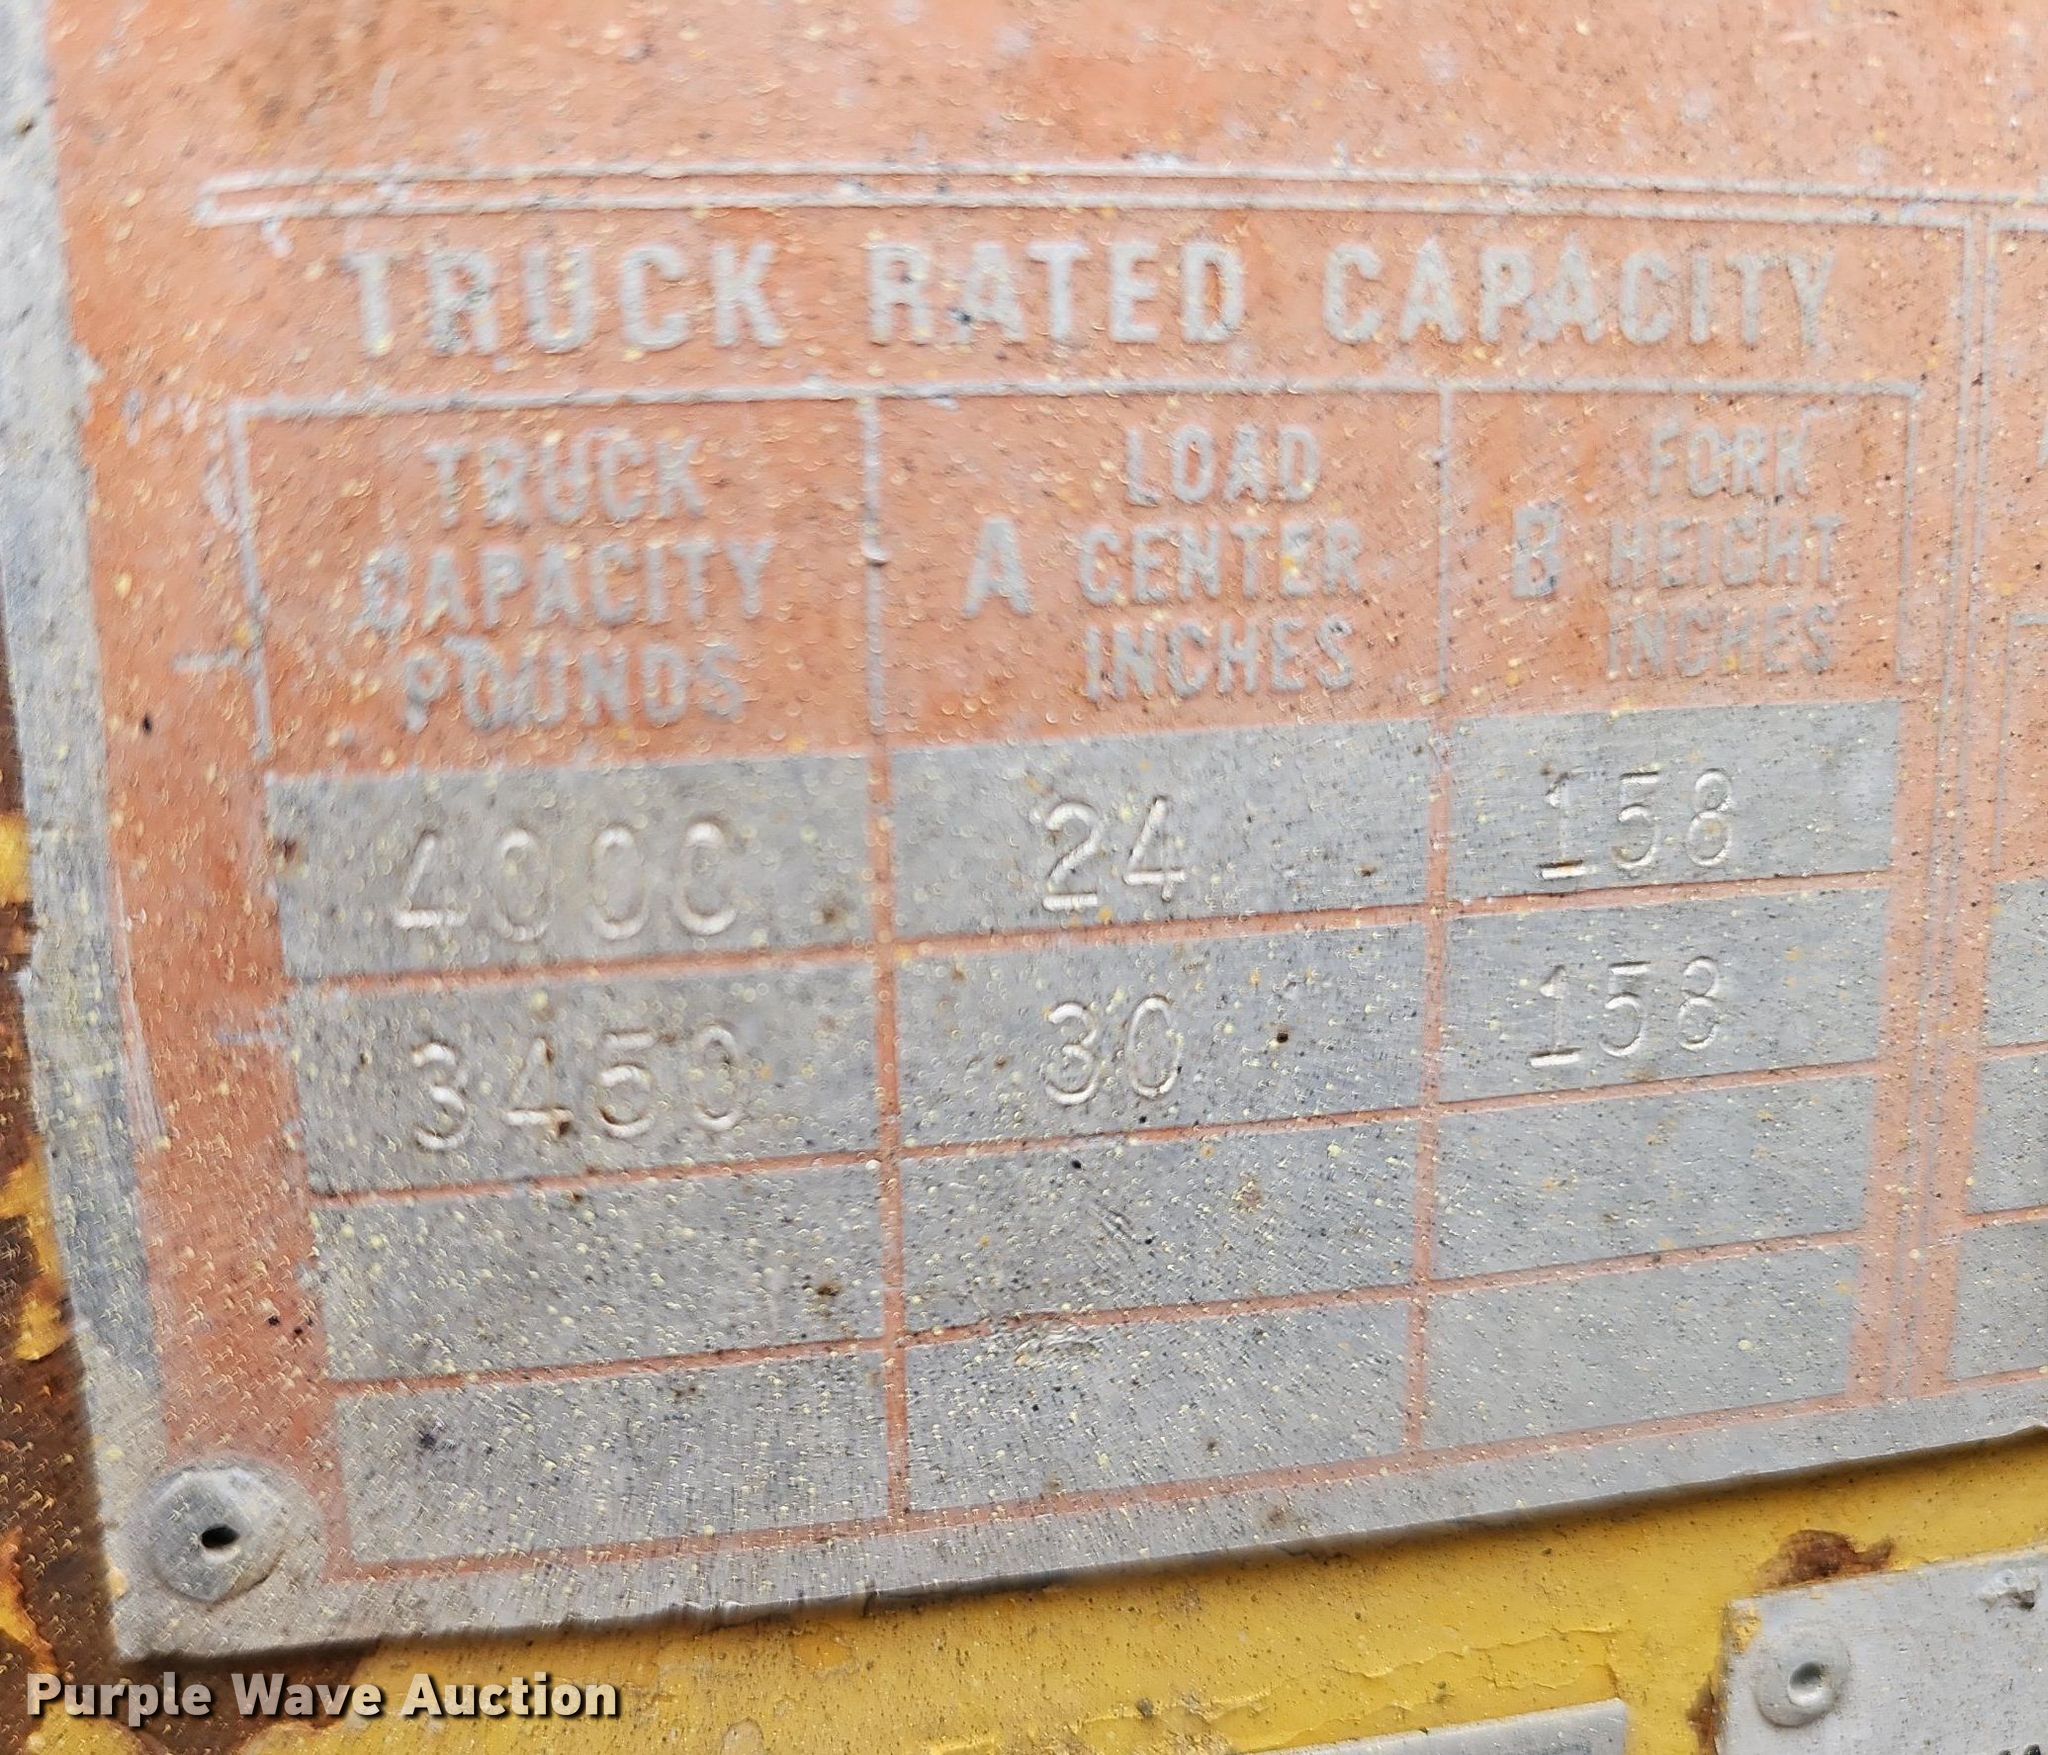 TRUCK RATED CAPACITY
TRUCK CAPACITY POUNDS
A LOAD CENTER INCHES
B FORK HEIGHT INCHES
4000 24 158
3450 30 158
Purple Wave Auction